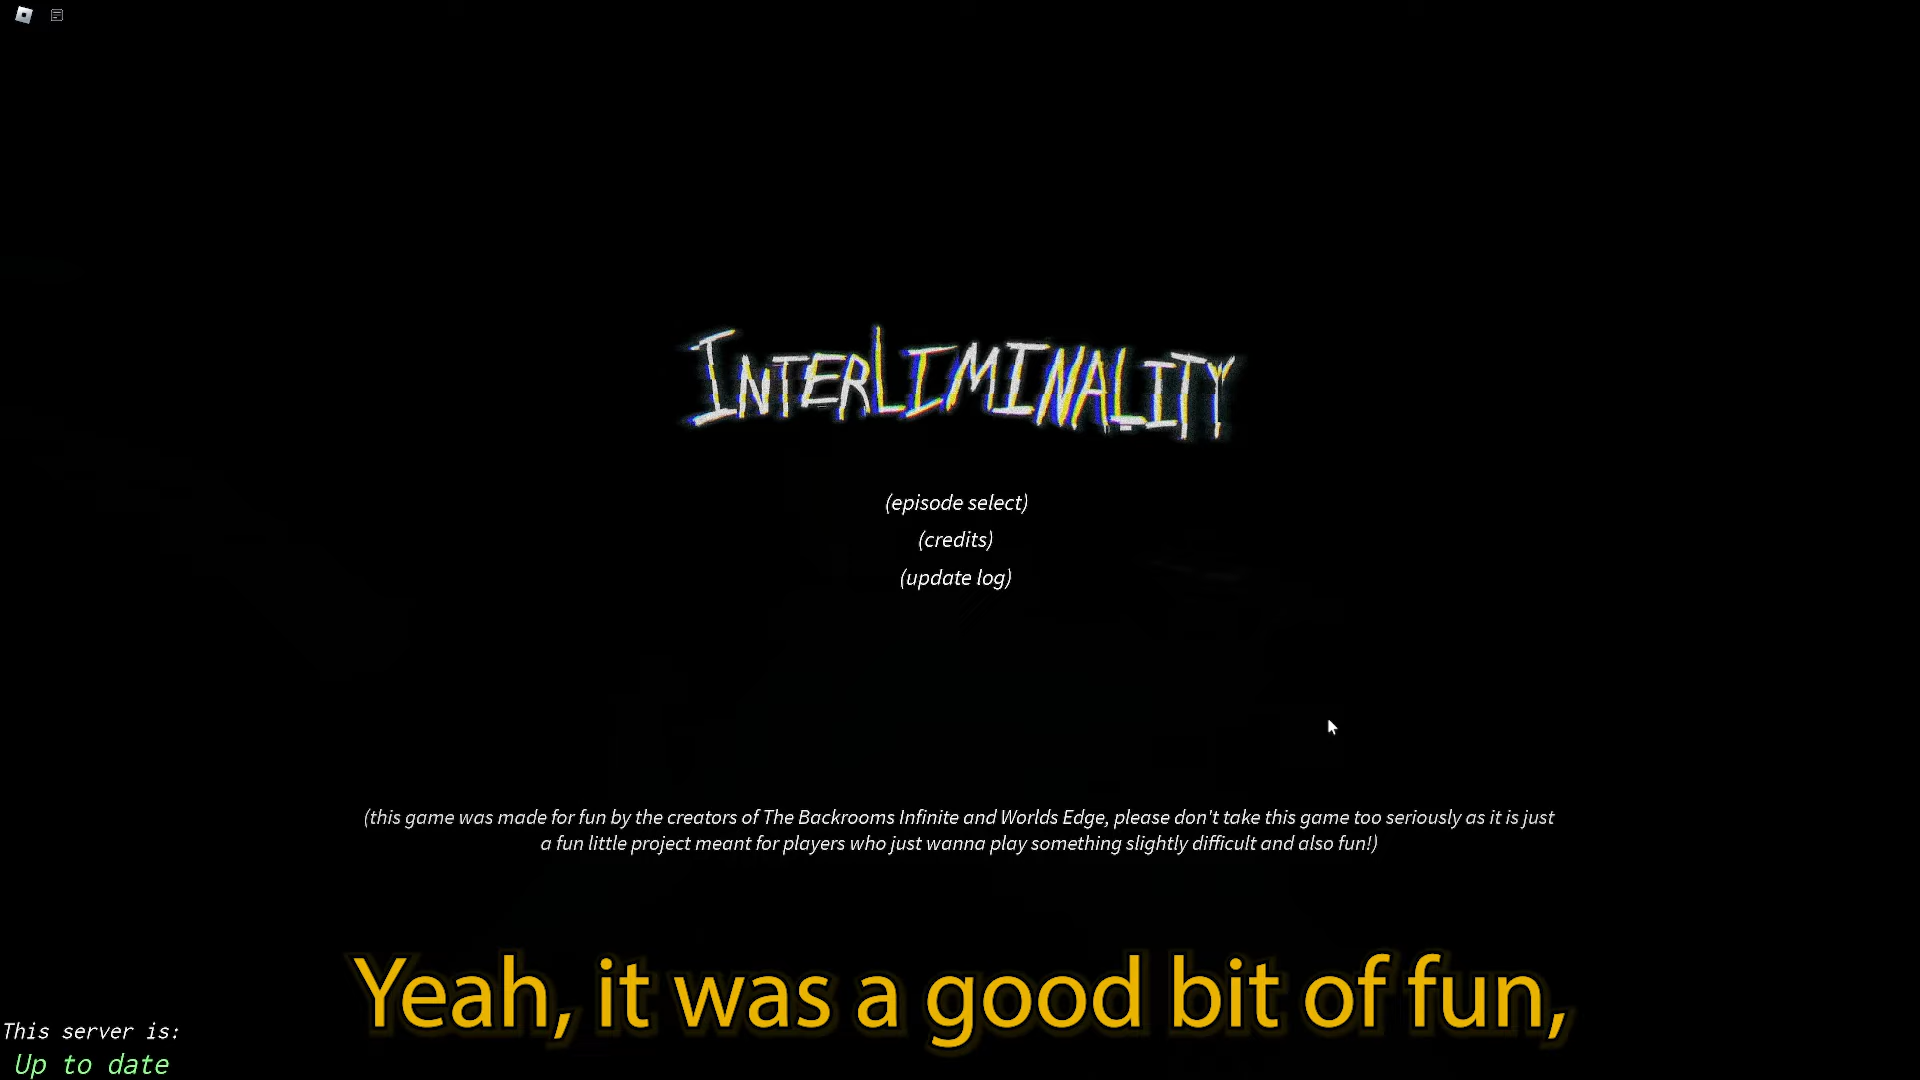 INTERLIMINALITY
(episode select)
(credits)
(update log)
(this game was made for fun by the creators of The Backrooms Infinite and Worlds Edge, please don't take this game too seriously as it is just
a fun little project meant for players who just wanna play something slightly difficult and also fun!)
Yeah, it was a good bit of fun,
This server is:
Up to date